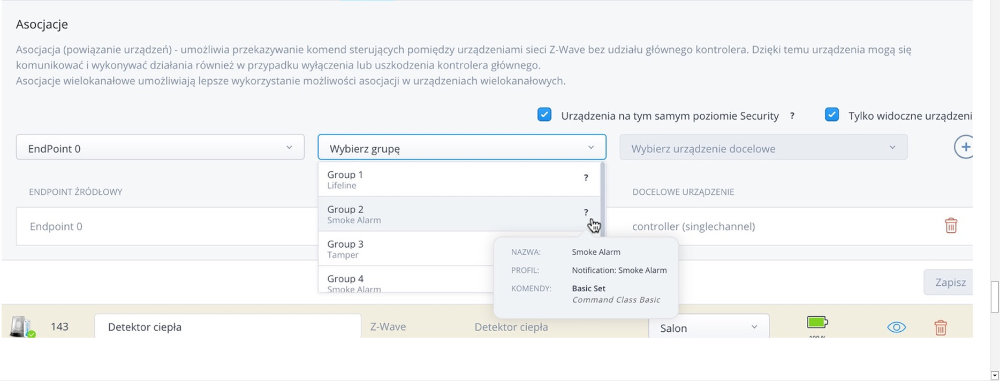 Asocjacje
Asocjacja (powiązanie urządzeń) - umożliwia przekazywanie komend sterujących pomiędzy urządzeniami sieci Z-Wave bez udziału głównego kontrolera. Dzięki temu urządzenia mogą się
komunikować i wykonywać działania również w przypadku wyłączenia lub uszkodzenia kontrolera głównego.
Asocjacje wielokanałowe umożliwiają lepsze wykorzystanie możliwości asocjacji w urządzeniach wielokanałowych.
Urządzenia na tym samym poziomie Security ? Tylko widoczne urządzeni
EndPoint 0 Wybierz grupę Wybierz urządzenie docelowe
Group 1 ?
Lifeline
ENDPOINT ŹRÓDŁOWY DOCELOWE URZĄDZENIE
Group 2 ?
Smoke Alarm
Endpoint 0 controller (singlechannel)
Group 3
Tamper
Group 4
Smoke Alarm
NAZWA: Smoke Alarm
PROFIL: Notification: Smoke Alarm
KOMENDY: Basic Set
Command Class Basic
Zapisz
143 Detektor ciepła Z-Wave Detektor ciepła Salon